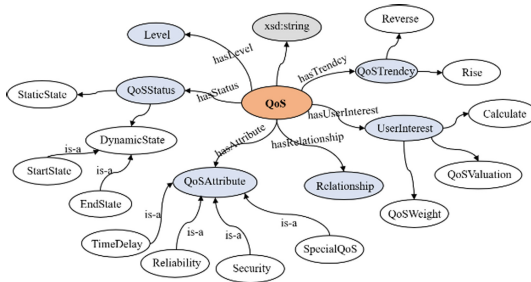 Level
xsd:string
Reverse
hasLevel
hasTrendcy
QoSTrendcy
Rise
StaticState
QoSStatus
hasStatus
QoS
hasUserInterest
UserInterest
Calculate
DynamicState
is-a
StartState
is-a
EndState
hasAttribute
hasRelationship
QoSAttribute
Rclationship
QoSValuation
QoSWeight
is-a
TimeDelay
is-a
Reliability
is-a
Security
is-a
SpecialQoS